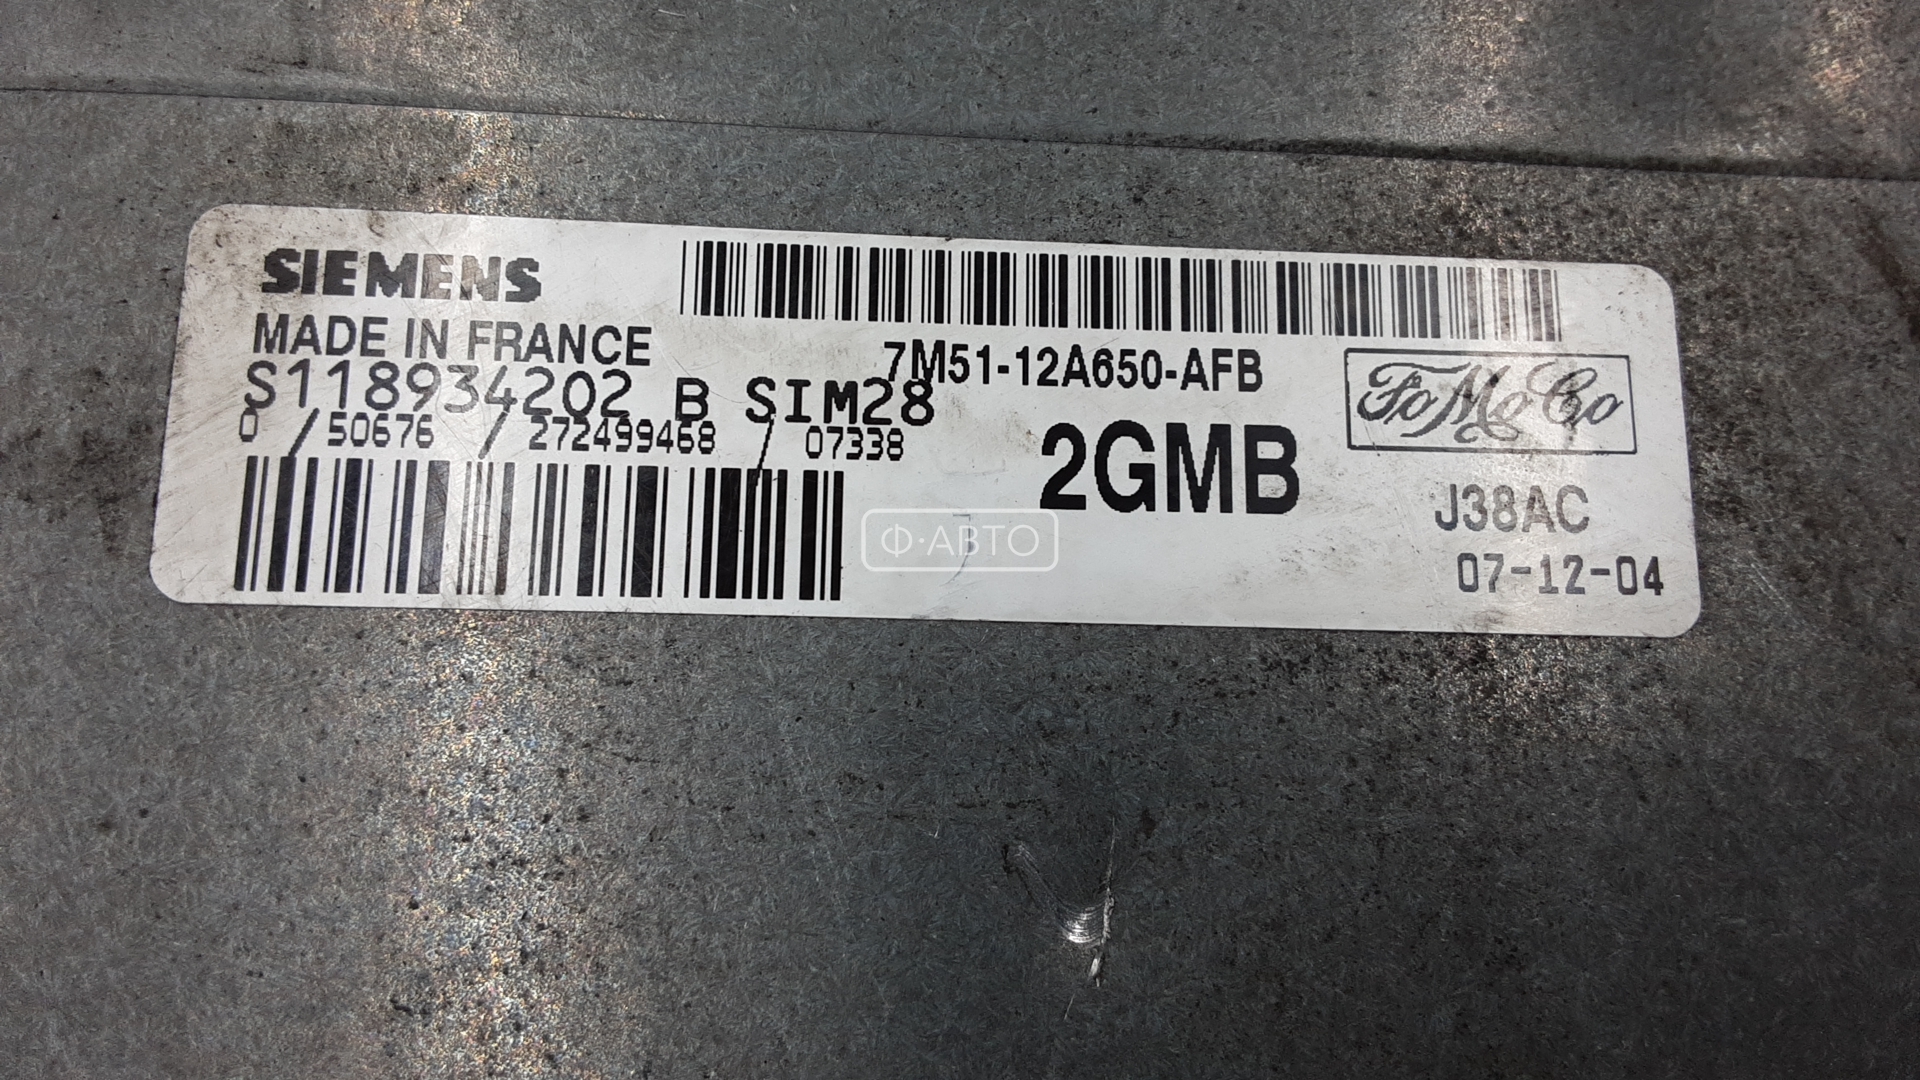 SIEMENS
MADE IN FRANCE
S118934202 B SIM28
0 / 50676 / 272499468 / 07338
7M51-12A650-AFB
2GMB
FoMoCo
J38AC
07-12-04
Ф·АВТО